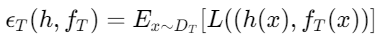 ϵ_T(h, f_T) = E_{x∼D_T}[L((h(x), f_T(x))]